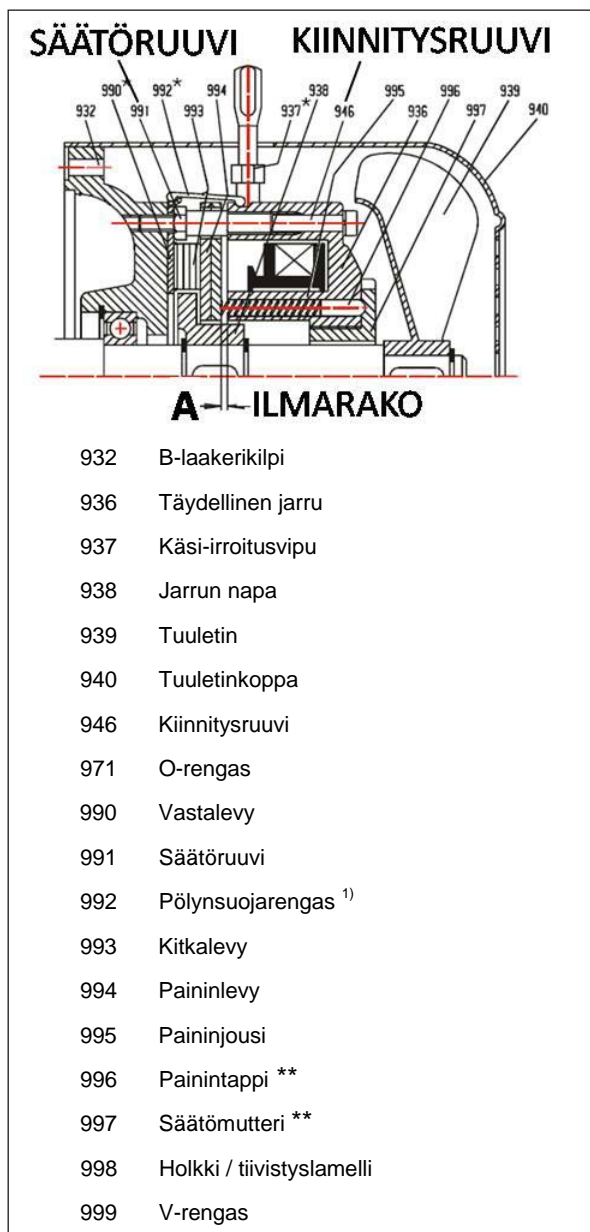 SÄÄTÖRUUVI KIINNITYSRUUVI
990* 992* 994 938 995 996 939
932 991 993 937* 946 936 997 940
A ILMARAKO
932 B-laakerikilpi
936 Täydellinen jarru
937 Käsi-irroitusvipu
938 Jarrun napa
939 Tuuletin
940 Tuuletinkoppa
946 Kiinnitysruuvi
971 O-rengas
990 Vastalevy
991 Säätöruuvi
992 Pölynsuojarengas 1)
993 Kitkalevy
994 Paininlevy
995 Paininjousi
996 Painintappi **
997 Säätömutteri **
998 Holkki / tiivistyslamelli
999 V-rengas